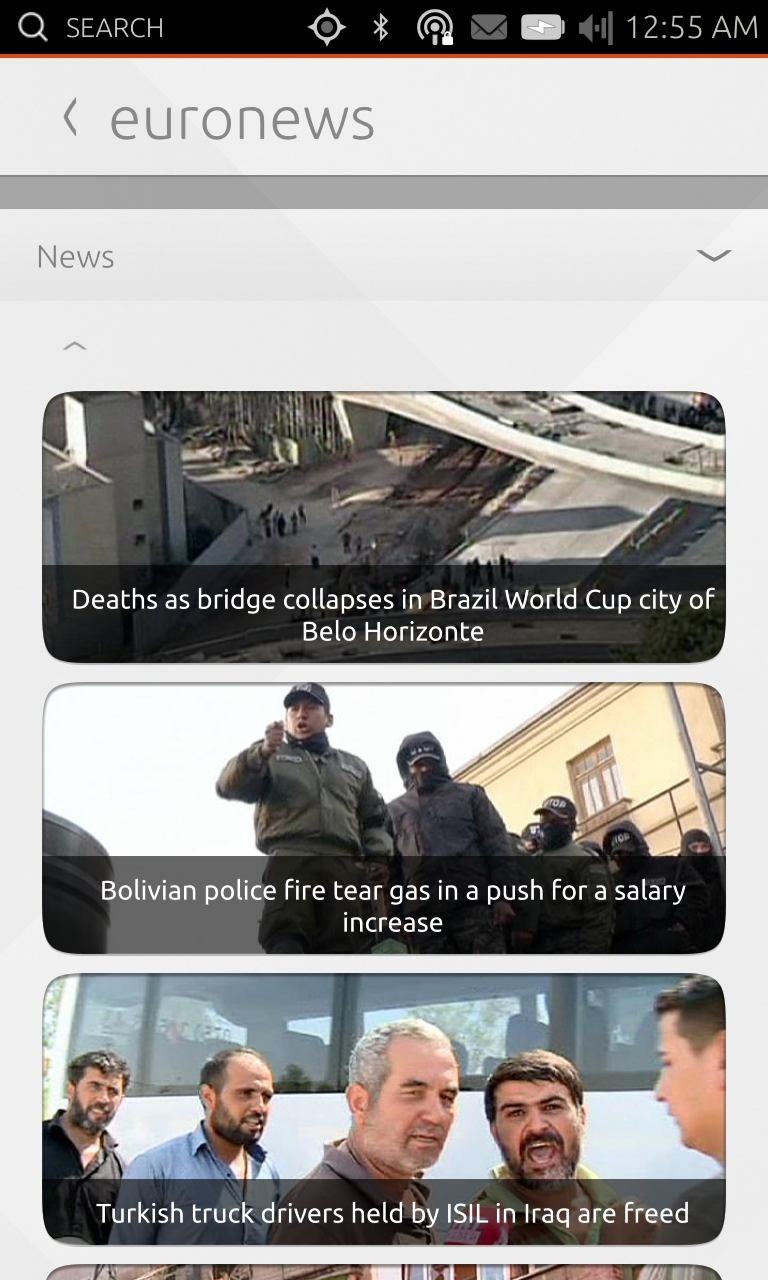 SEARCH 12:55 AM
euronews
News
Deaths as bridge collapses in Brazil World Cup city of
Belo Horizonte
Bolivian police fire tear gas in a push for a salary
increase
Turkish truck drivers held by ISIL in Iraq are freed